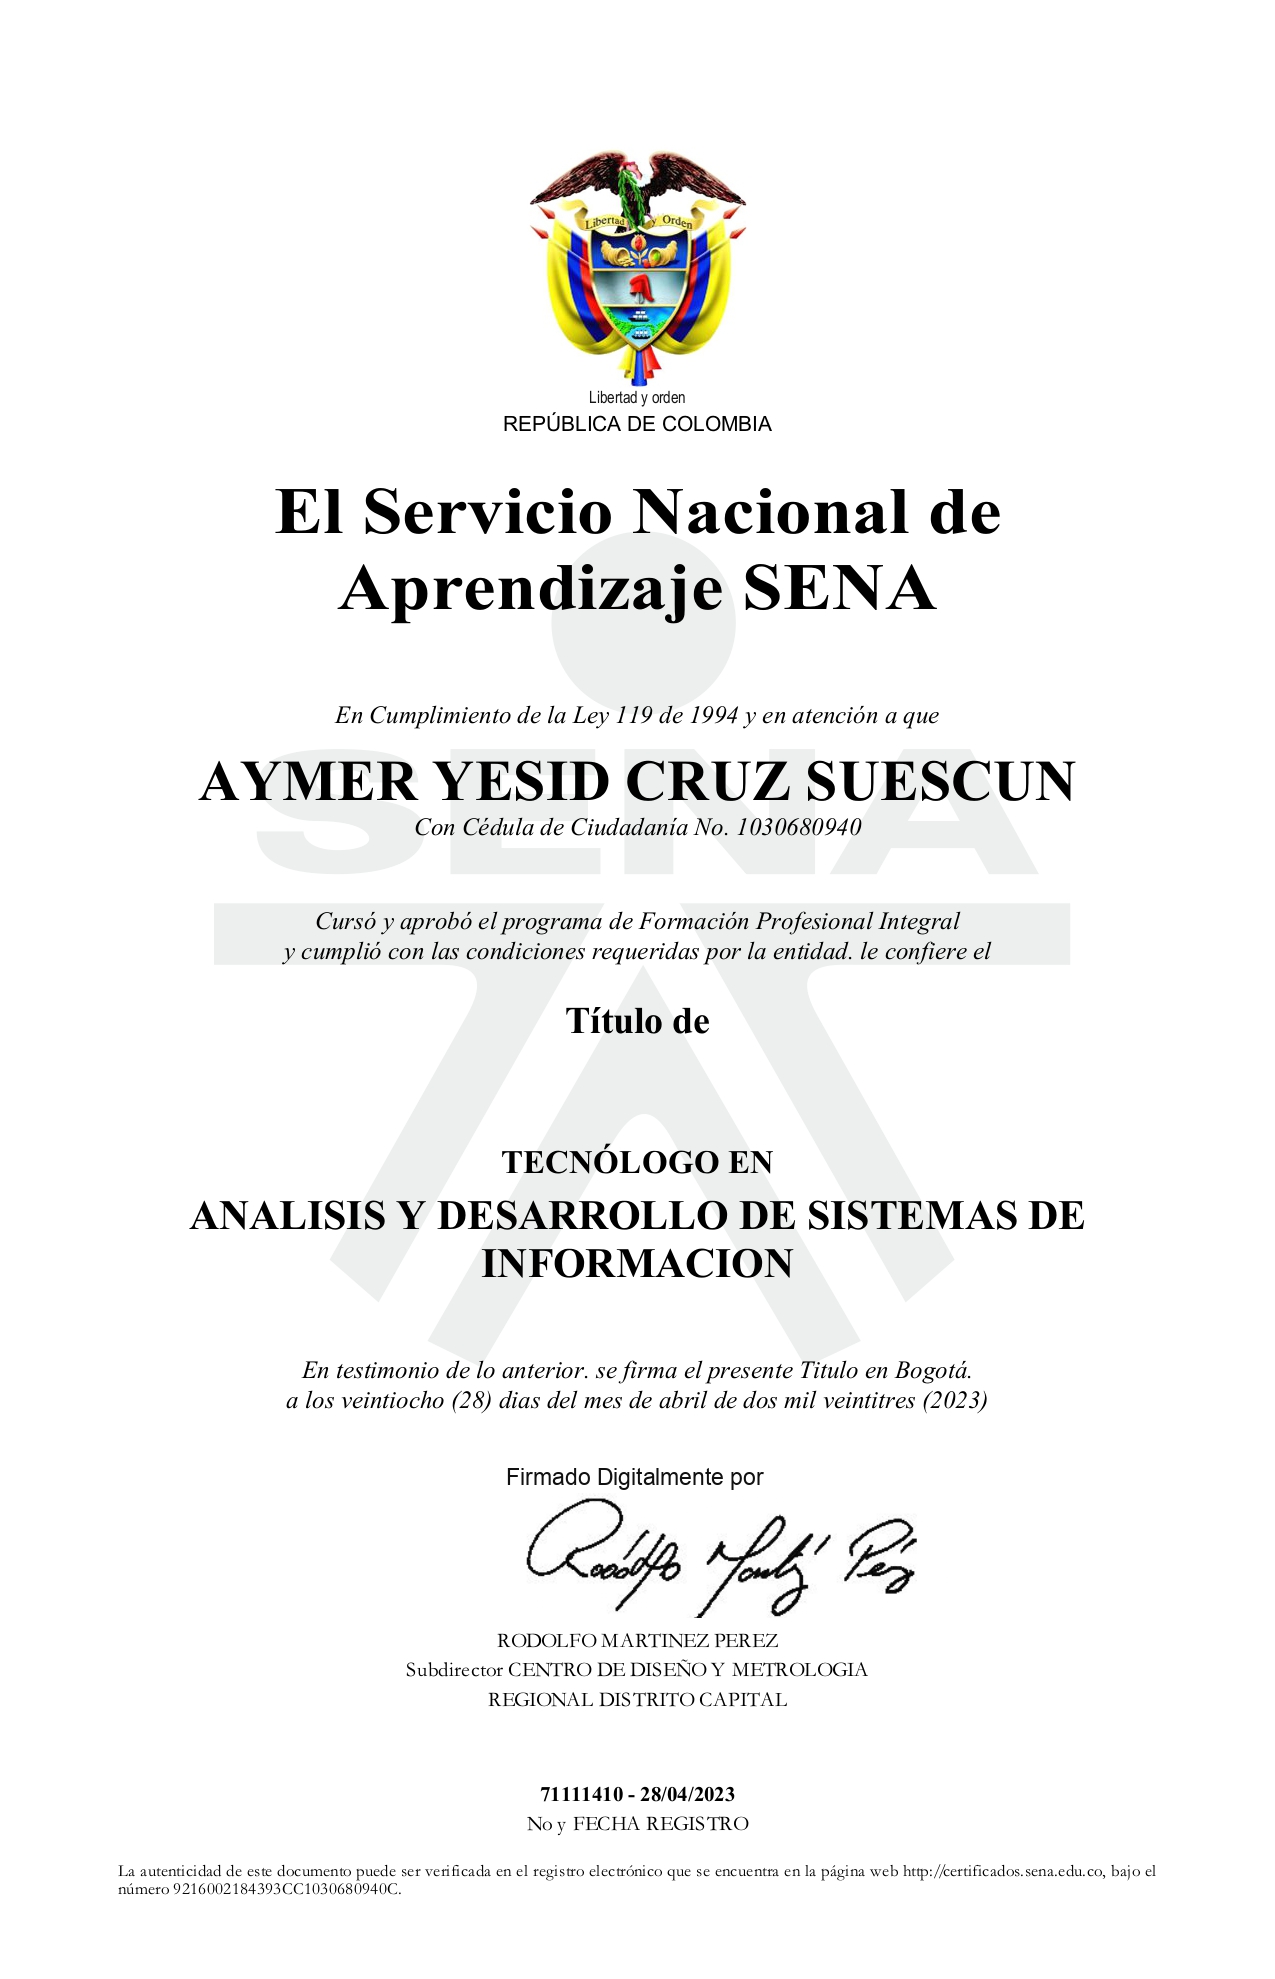 Libertad y Orden
Libertad y orden
REPÚBLICA DE COLOMBIA
El Servicio Nacional de
Aprendizaje SENA
En Cumplimiento de la Ley 119 de 1994 y en atención a que
SENA
AYMER YESID CRUZ SUESCUN
Con Cédula de Ciudadanía No. 1030680940
Cursó y aprobó el programa de Formación Profesional Integral
y cumplió con las condiciones requeridas por la entidad. le confiere el
Título de
TECNÓLOGO EN
ANALISIS Y DESARROLLO DE SISTEMAS DE
INFORMACION
En testimonio de lo anterior. se firma el presente Titulo en Bogotá.
a los veintiocho (28) dias del mes de abril de dos mil veintitres (2023)
Firmado Digitalmente por
RODOLFO MARTINEZ PEREZ
Subdirector CENTRO DE DISEÑO Y METROLOGIA
REGIONAL DISTRITO CAPITAL
71111410 - 28/04/2023
No y FECHA REGISTRO
La autenticidad de este documento puede ser verificada en el registro electrónico que se encuentra en la página web http://certificados.sena.edu.co, bajo el
número 9216002184393CC1030680940C.